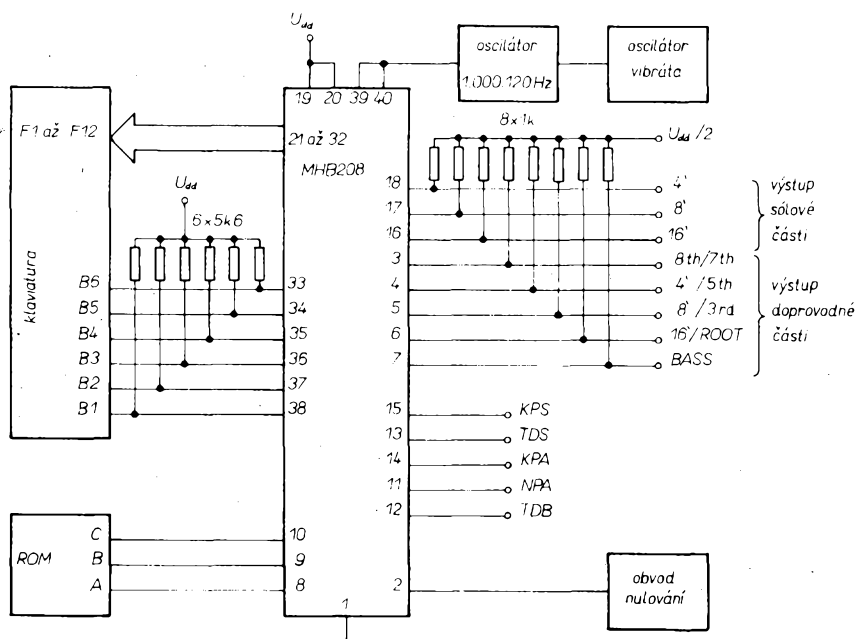 U_dd
19 20 39 40
oscilátor
1.000.120Hz
oscilátor
vibráta
F1 až F12
21 až 32
MHB208
8×1k
U_dd /2
U_dd
6×5k6
klaviatura
18 4'
17 8'
16 16'
výstup
sólové
části
3 8th/7th
4 4'/5th
5 8'/3rd
6 16'/ROOT
7 BASS
výstup
doprovodné
části
B6 33
B5 34
B4 35
B3 36
B2 37
B1 38
15 KPS
13 TDS
14 KPA
11 NPA
12 TDB
ROM
C 10
B 9
A 8
2
obvod
nulování
1